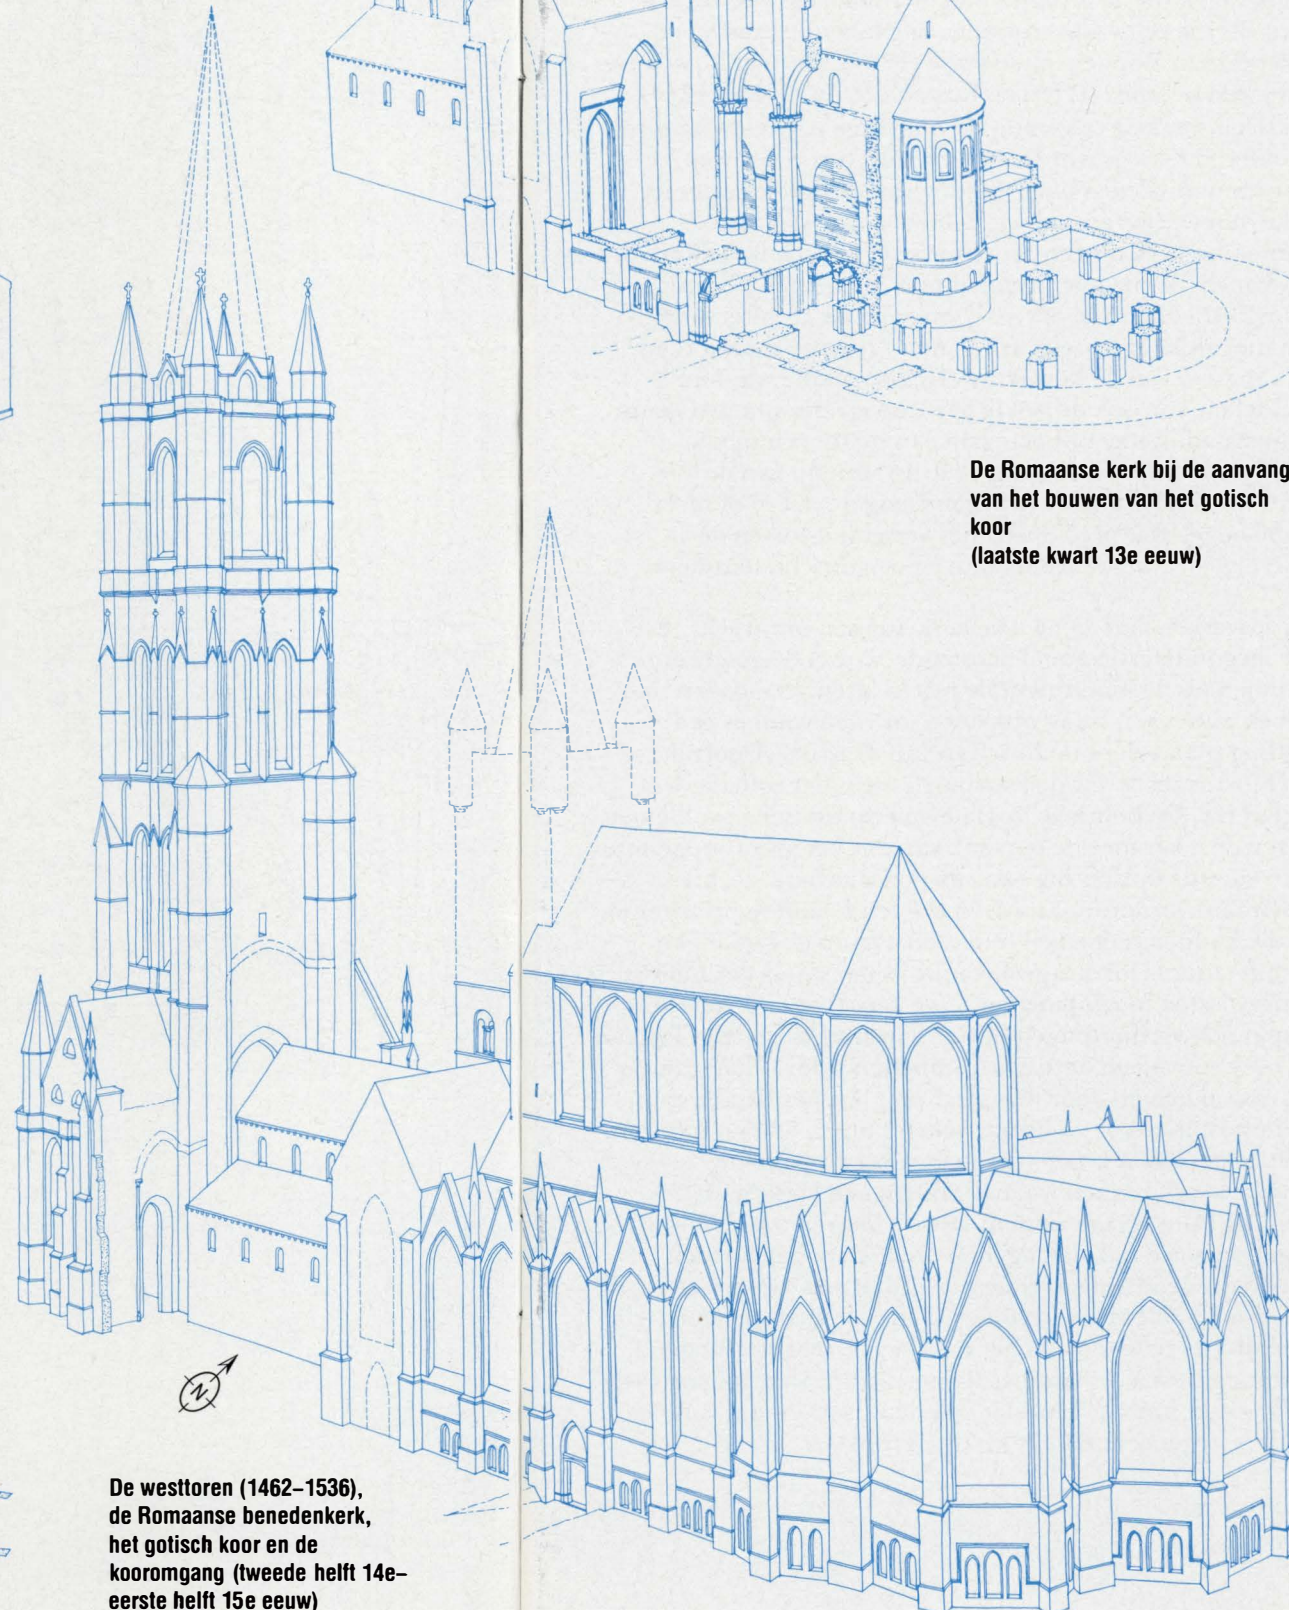 De Romaanse kerk bij de aanvang
van het bouwen van het gotisch
koor
(laatste kwart 13e eeuw)
N
De westtoren (1462–1536),
de Romaanse benedenkerk,
het gotisch koor en de
kooromgang (tweede helft 14e–
eerste helft 15e eeuw)